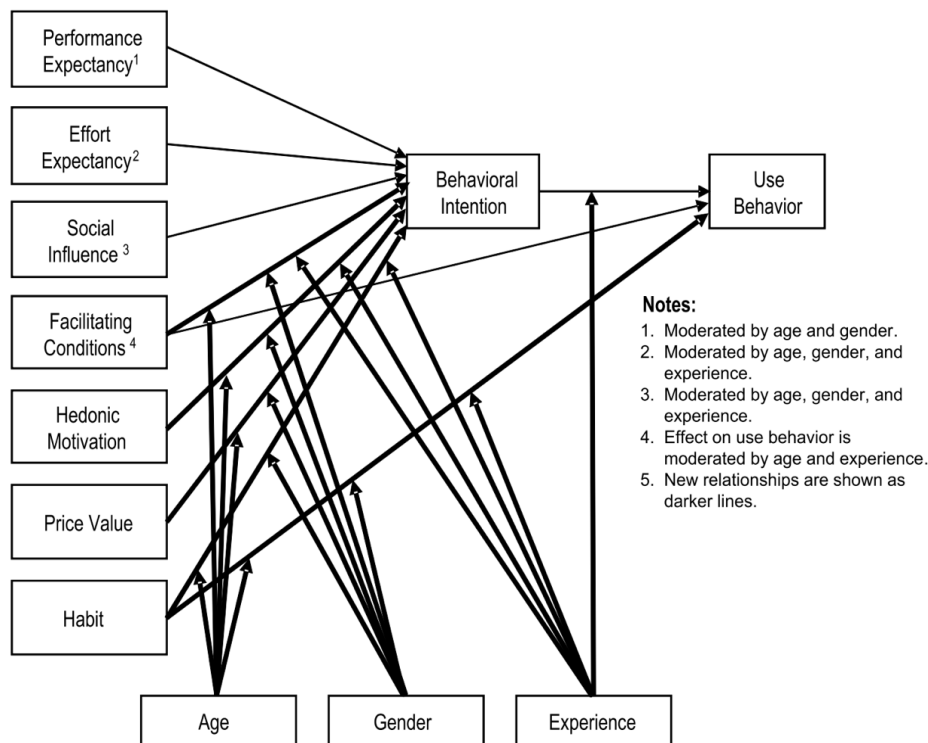 Performance
Expectancy1
Effort
Expectancy2
Social
Influence 3
Facilitating
Conditions 4
Hedonic
Motivation
Price Value
Habit
Behavioral
Intention
Use
Behavior
Notes:
1. Moderated by age and gender.
2. Moderated by age, gender, and
experience.
3. Moderated by age, gender, and
experience.
4. Effect on use behavior is
moderated by age and experience.
5. New relationships are shown as
darker lines.
Age
Gender
Experience